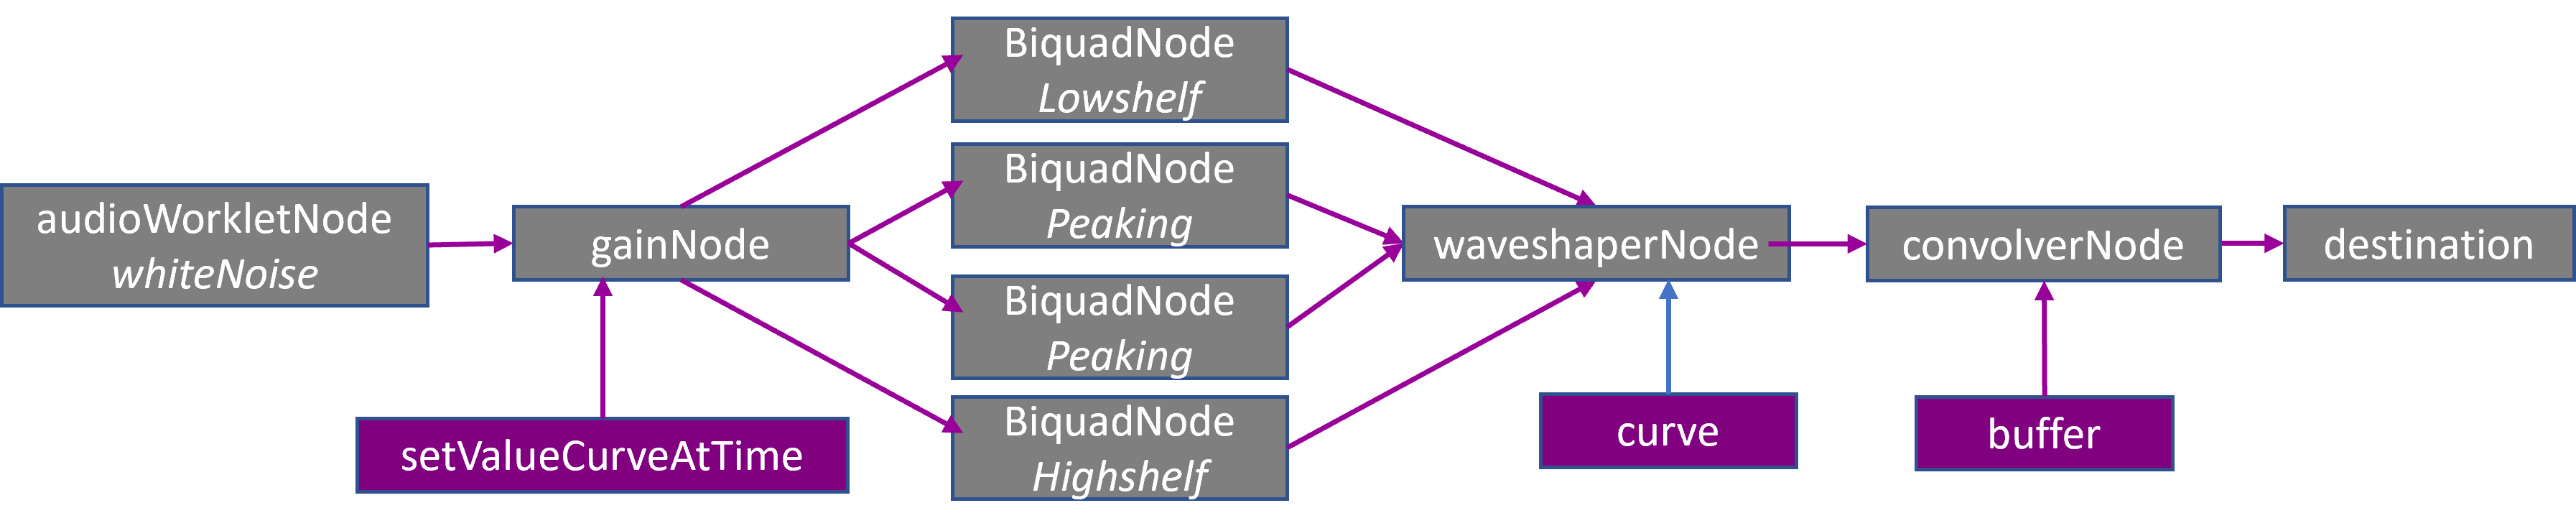 audioWorkletNode
whiteNoise
gainNode
setValueCurveAtTime
BiquadNode
Lowshelf
BiquadNode
Peaking
BiquadNode
Peaking
BiquadNode
Highshelf
waveshaperNode
curve
convolverNode
buffer
destination